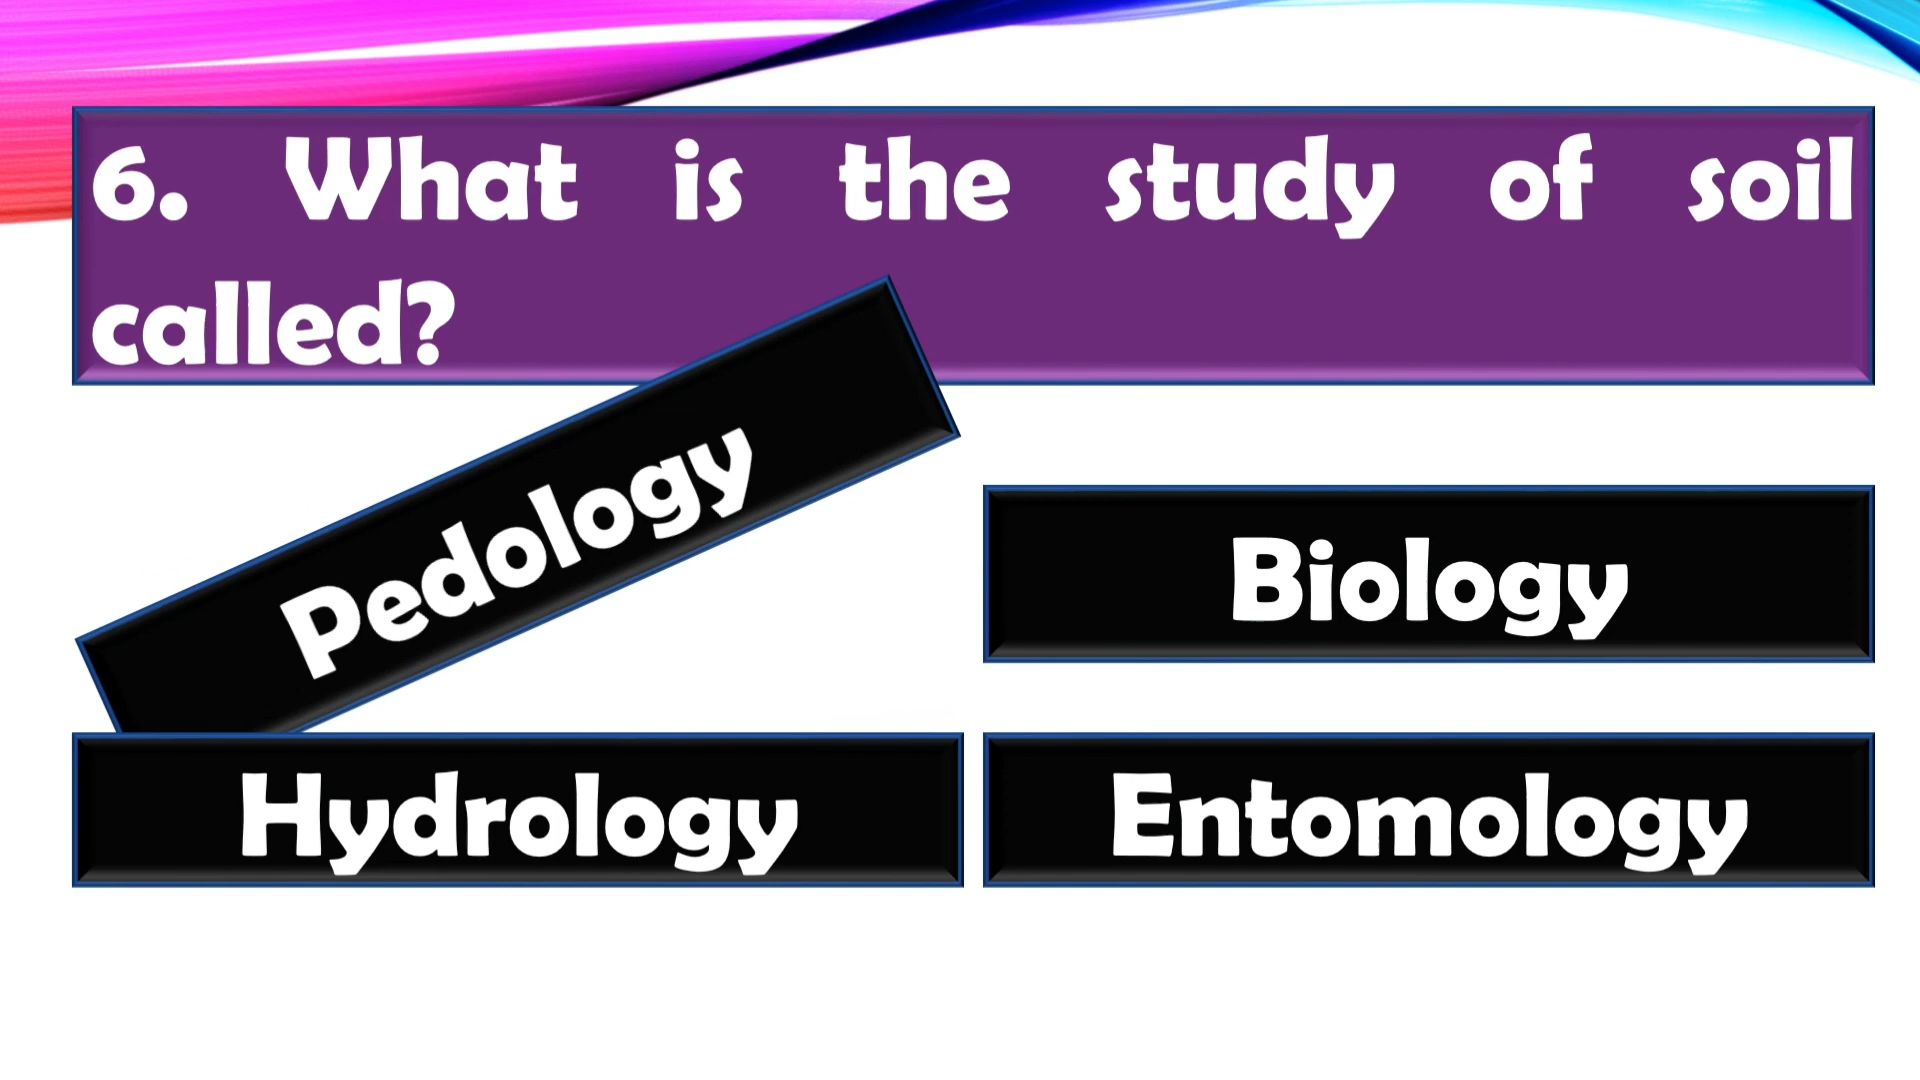 6. What is the study of soil
called?
Pedology
Biology
Hydrology
Entomology